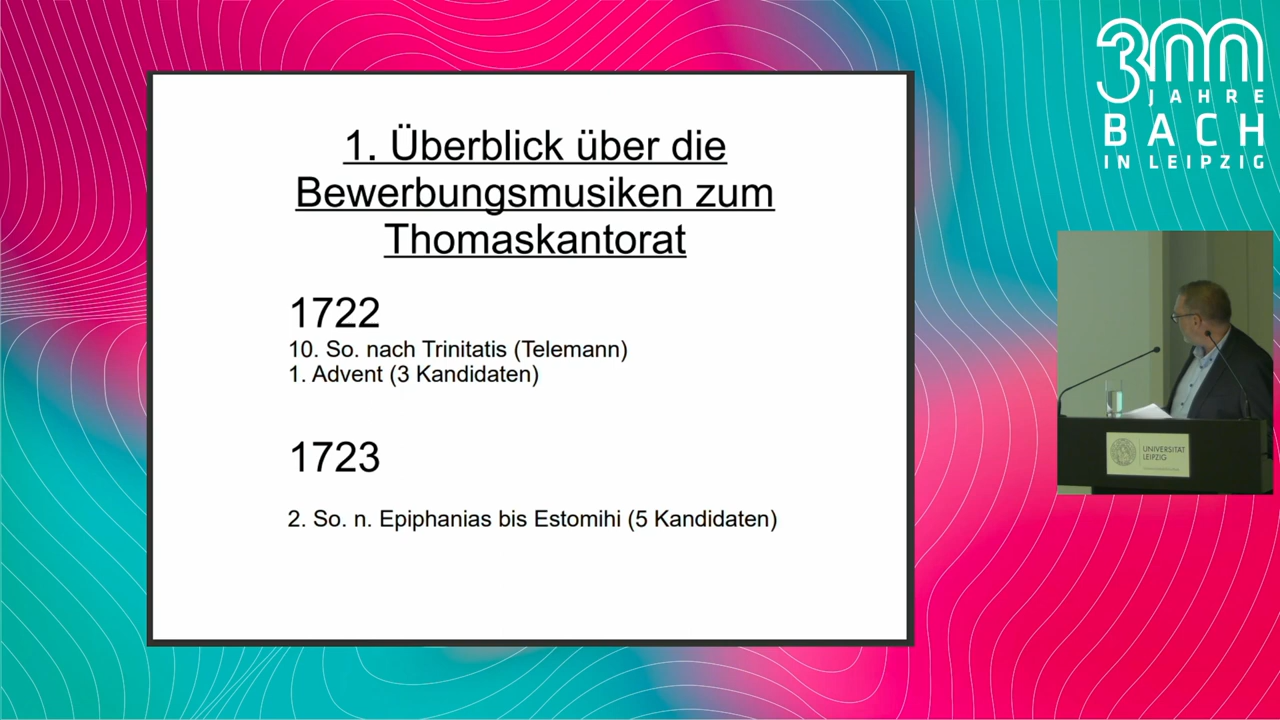 300
JAHRE
BACH
IN LEIPZIG
1. Überblick über die
Bewerbungsmusiken zum
Thomaskantorat
1722
10. So. nach Trinitatis (Telemann)
1. Advent (3 Kandidaten)
1723
2. So. n. Epiphanias bis Estomihi (5 Kandidaten)
UNIVERSITÄT
LEIPZIG